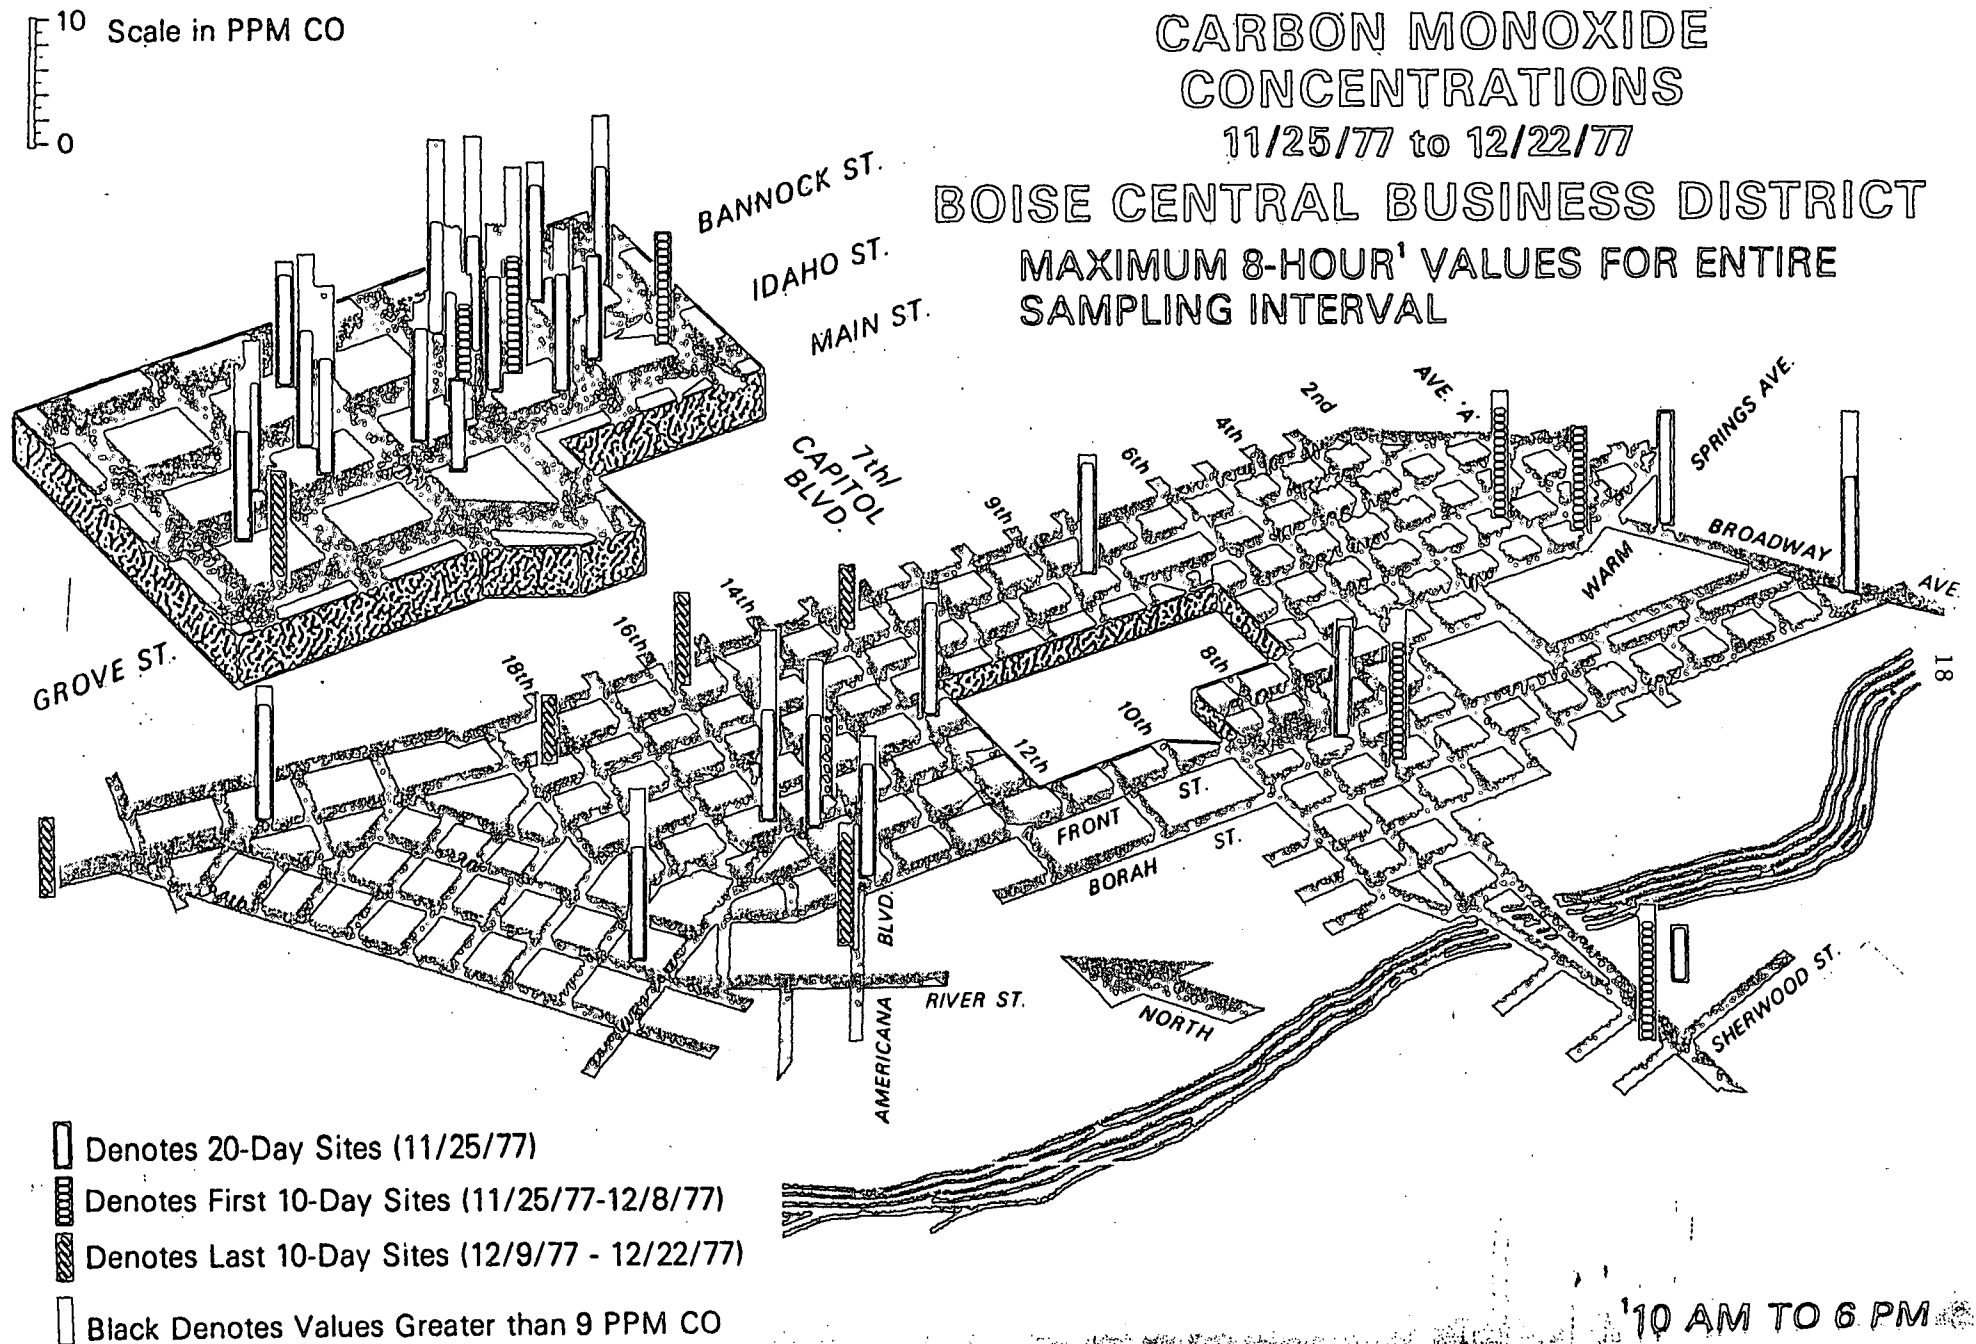 10 Scale in PPM CO
0
CARBON MONOXIDE
CONCENTRATIONS
11/25/77 to 12/22/77
BOISE CENTRAL BUSINESS DISTRICT
MAXIMUM 8-HOUR¹ VALUES FOR ENTIRE
SAMPLING INTERVAL
BANNOCK ST.
IDAHO ST.
MAIN ST.
7th/
CAPITOL
BLVD.
GROVE ST.
18th
16th
14th
9th
6th
4th
2nd
AVE. 'A'
SPRINGS AVE.
WARM
BROADWAY
AVE.
8th
10th
12th
FRONT ST.
BORAH ST.
AMERICANA BLVD.
RIVER ST.
NORTH
SHERWOOD ST.
18
Denotes 20-Day Sites (11/25/77)
Denotes First 10-Day Sites (11/25/77-12/8/77)
Denotes Last 10-Day Sites (12/9/77 - 12/22/77)
Black Denotes Values Greater than 9 PPM CO
¹10 AM TO 6 PM